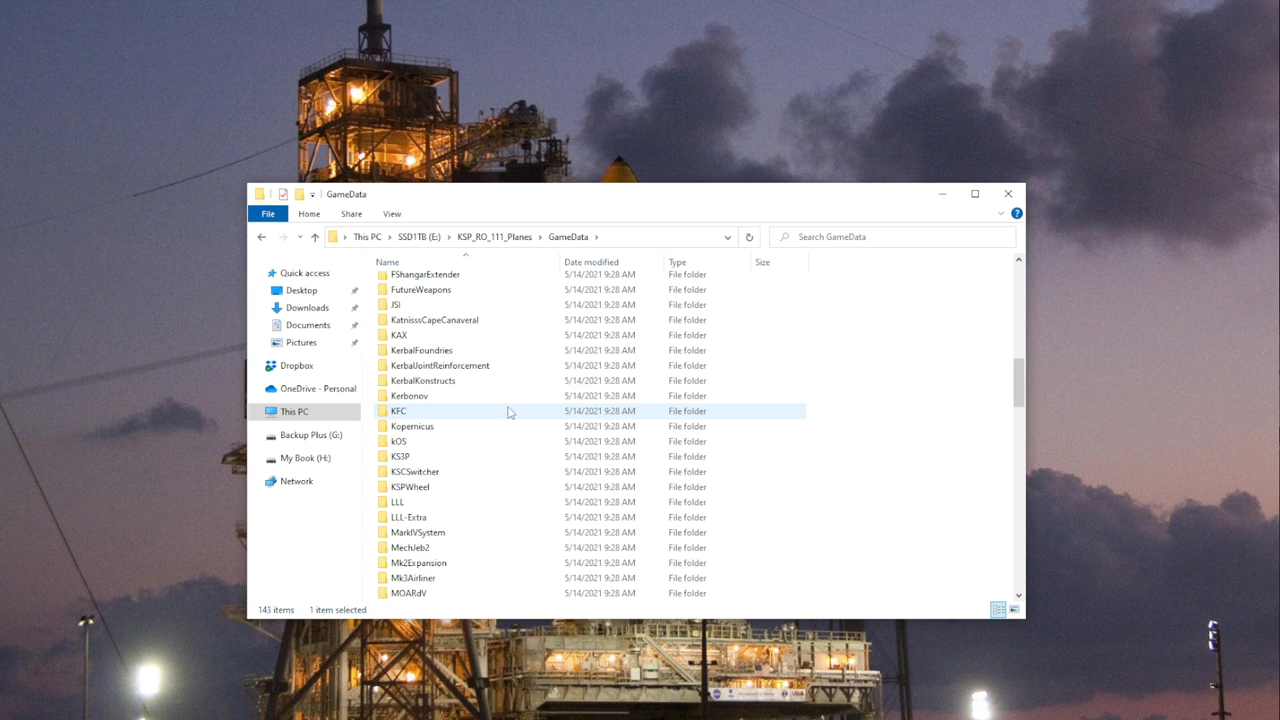 GameData
File Home Share View
This PC SSD1TB (E:) KSP_RO_111_Planes GameData Search GameData
Name Date modified Type Size
Quick access
Desktop
Downloads
Documents
Pictures
Dropbox
OneDrive - Personal
This PC
Backup Plus (G:)
My Book (H:)
Network
FShangarExtender 5/14/2021 9:28 AM File folder
FutureWeapons 5/14/2021 9:28 AM File folder
JSI 5/14/2021 9:28 AM File folder
KatnisssCapeCanaveral 5/14/2021 9:28 AM File folder
KAX 5/14/2021 9:28 AM File folder
KerbalFoundries 5/14/2021 9:28 AM File folder
KerbalJointReinforcement 5/14/2021 9:28 AM File folder
KerbalKonstructs 5/14/2021 9:28 AM File folder
Kerbonov 5/14/2021 9:28 AM File folder
KFC 5/14/2021 9:28 AM File folder
Kopernicus 5/14/2021 9:28 AM File folder
kOS 5/14/2021 9:28 AM File folder
KS3P 5/14/2021 9:28 AM File folder
KSCSwitcher 5/14/2021 9:28 AM File folder
KSPWheel 5/14/2021 9:28 AM File folder
LLL 5/14/2021 9:28 AM File folder
LLL-Extra 5/14/2021 9:28 AM File folder
MarkIVSystem 5/14/2021 9:28 AM File folder
MechJeb2 5/14/2021 9:28 AM File folder
Mk2Expansion 5/14/2021 9:28 AM File folder
Mk3Airliner 5/14/2021 9:28 AM File folder
MOARdV 5/14/2021 9:28 AM File folder
143 items 1 item selected
USA